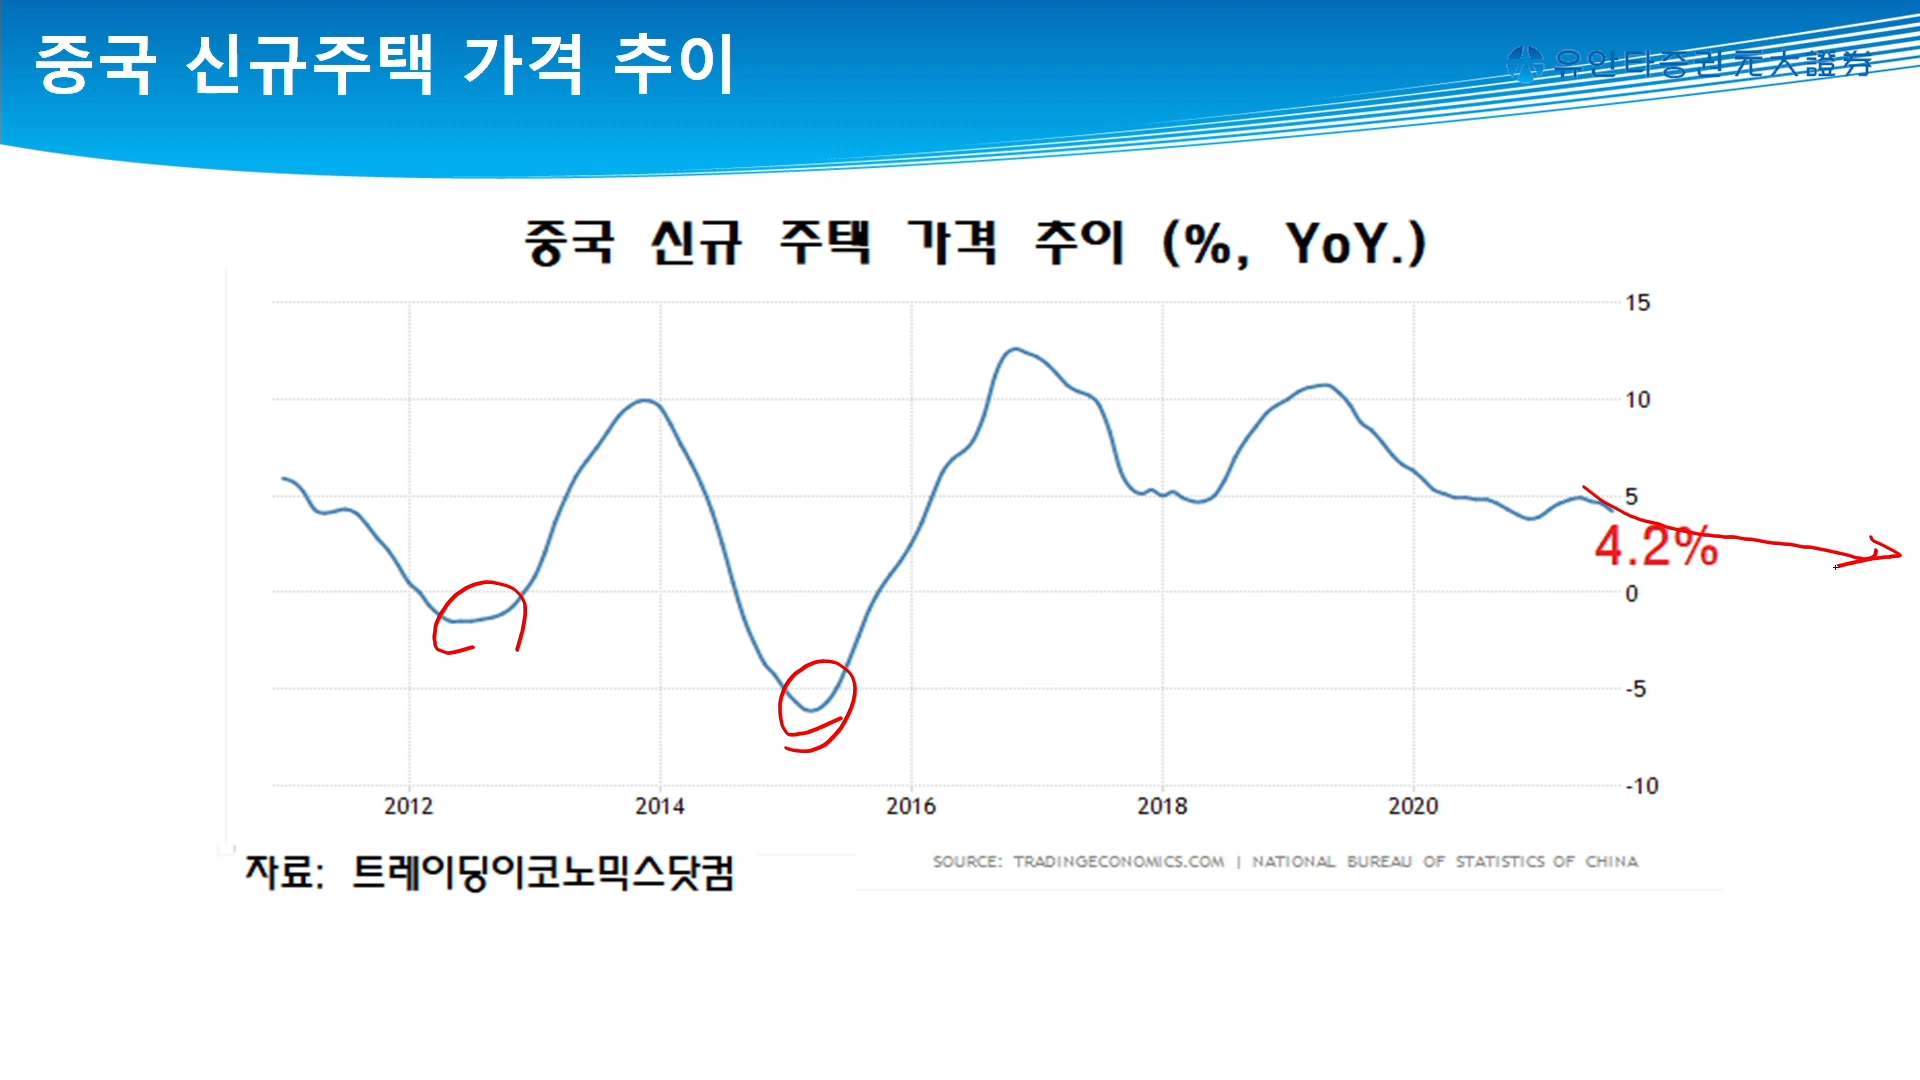 중국 신규주택 가격 추이
유안타증권 元大證券
중국 신규 주택 가격 추이 (%, YoY.)
15
10
5
4.2%
0
-5
-10
2012 2014 2016 2018 2020
자료: 트레이딩이코노믹스닷컴
SOURCE: TRADINGECONOMICS.COM | NATIONAL BUREAU OF STATISTICS OF CHINA